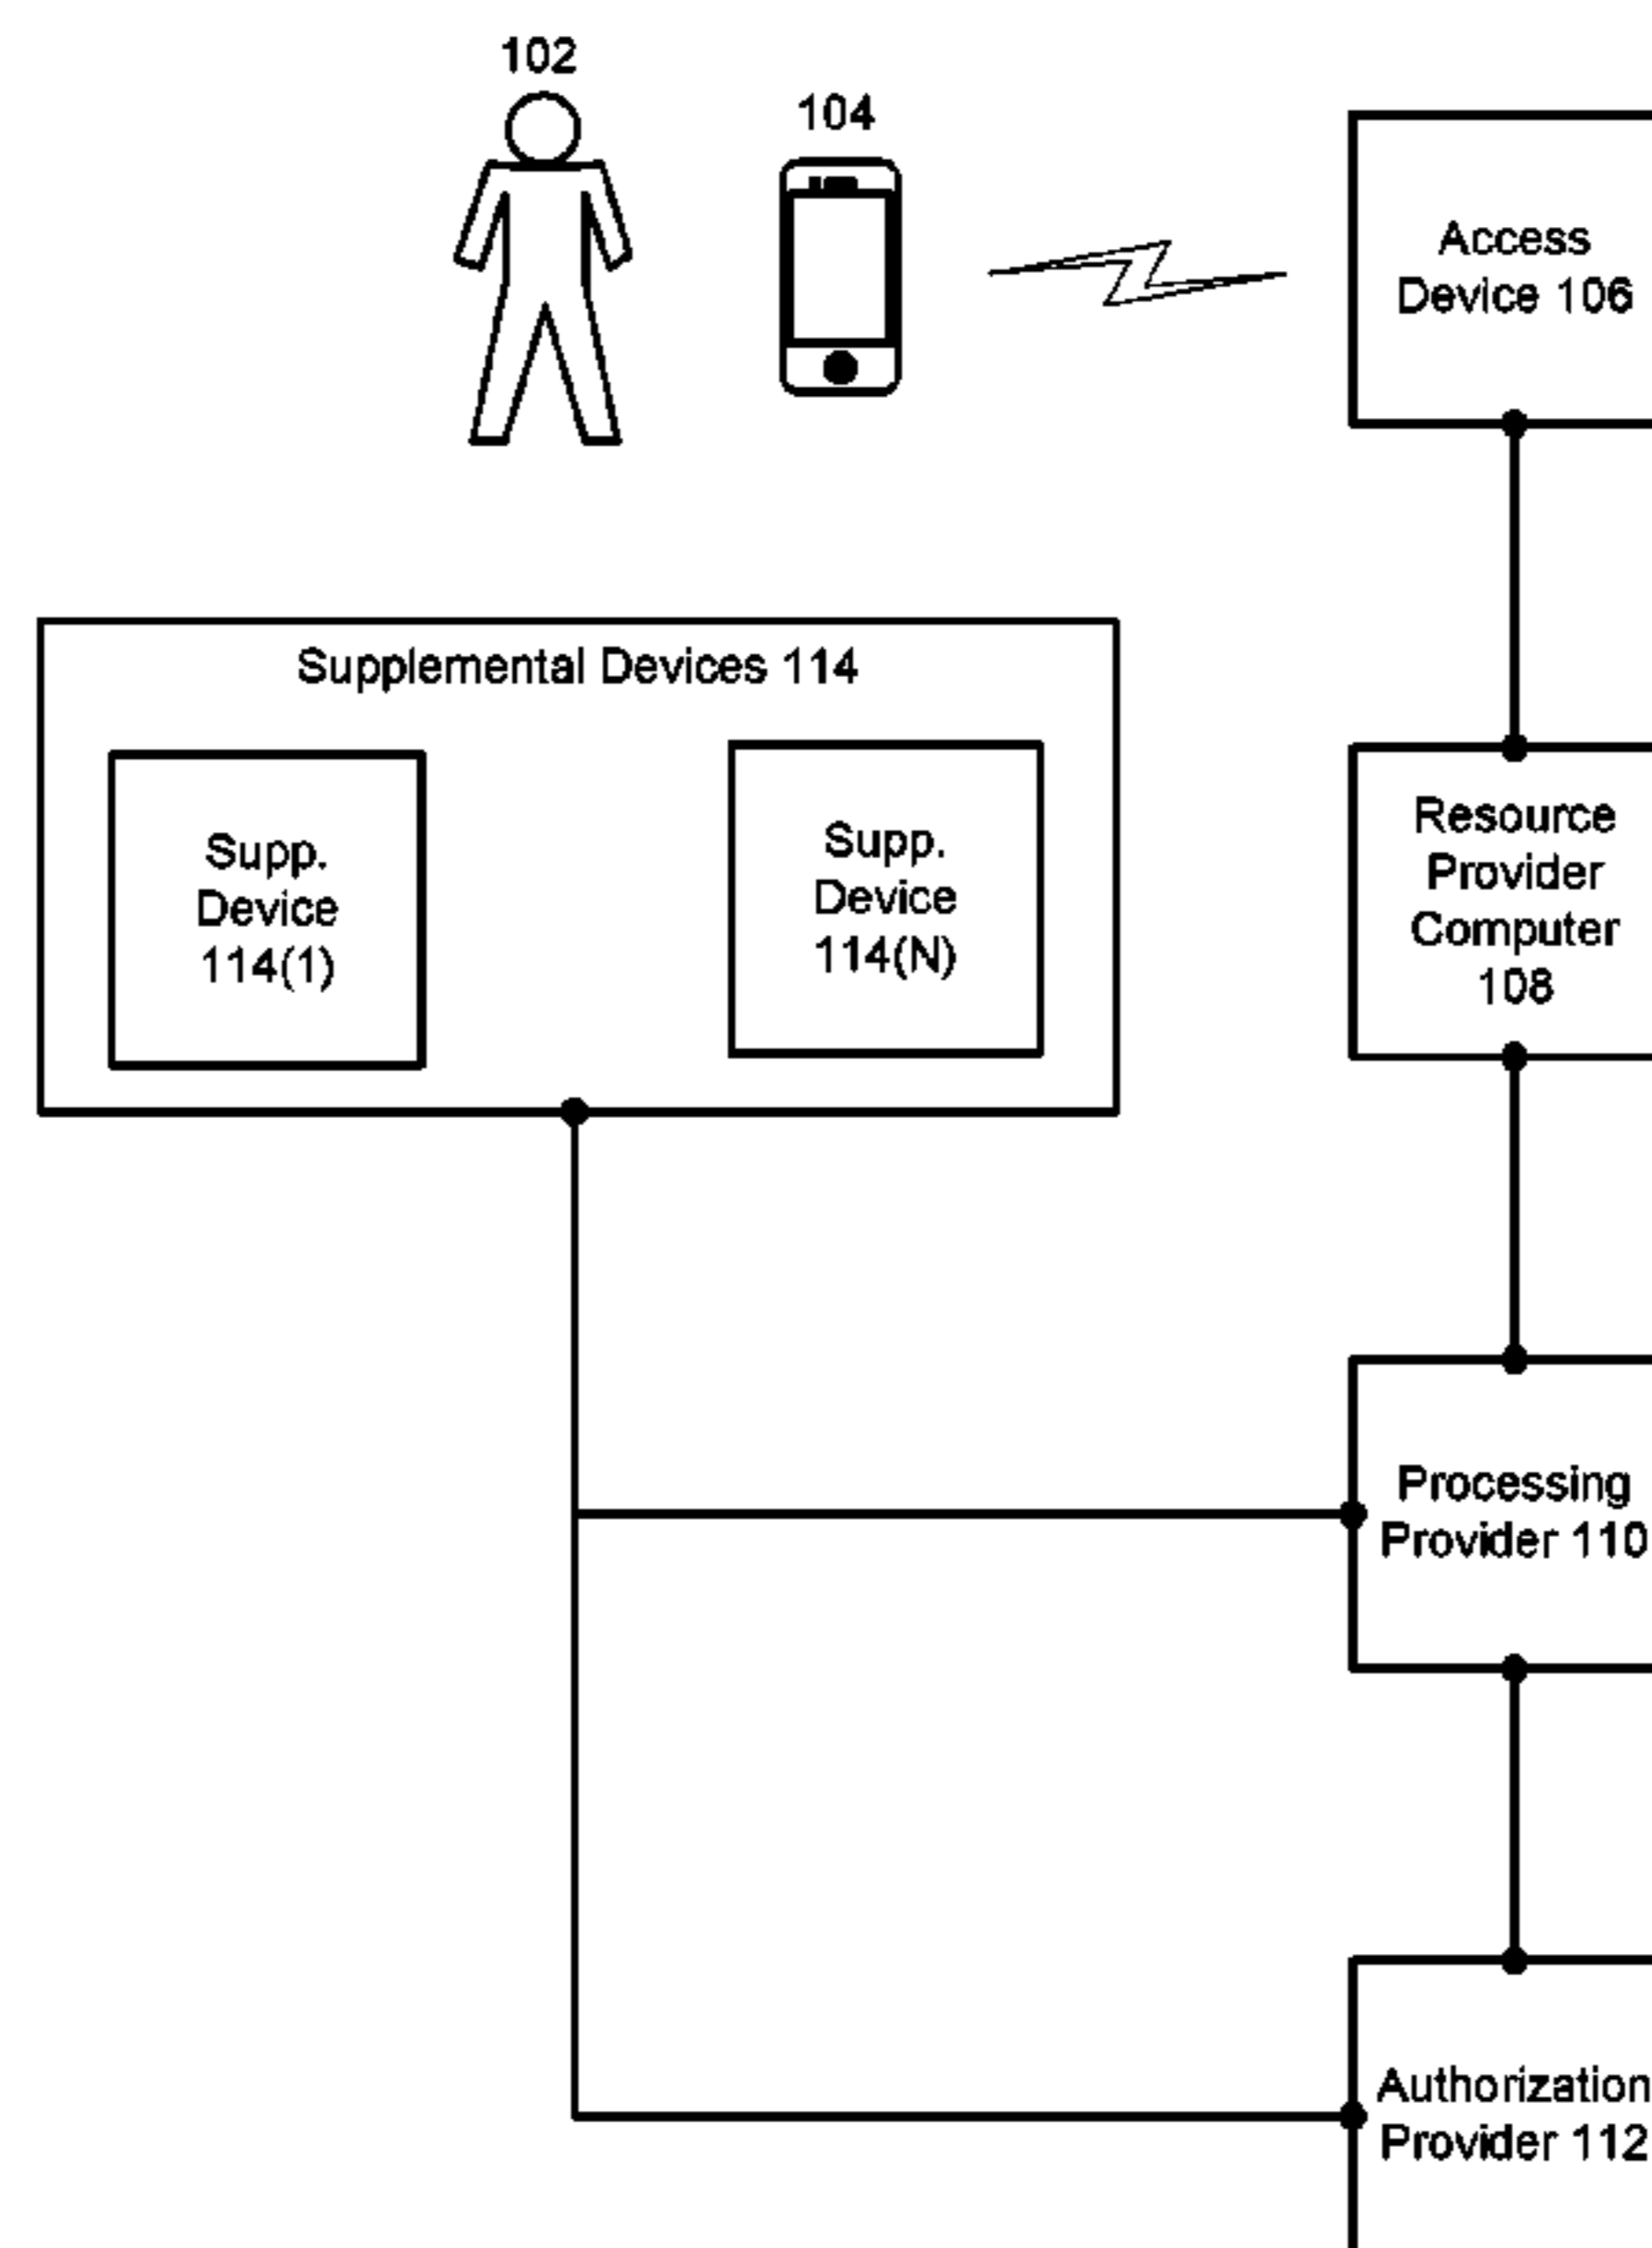 102
104
Access
Device 106
Supplemental Devices 114
Supp.
Device
114(1)
Supp.
Device
114(N)
Resource
Provider
Computer
108
Processing
Provider 110
Authorization
Provider 112